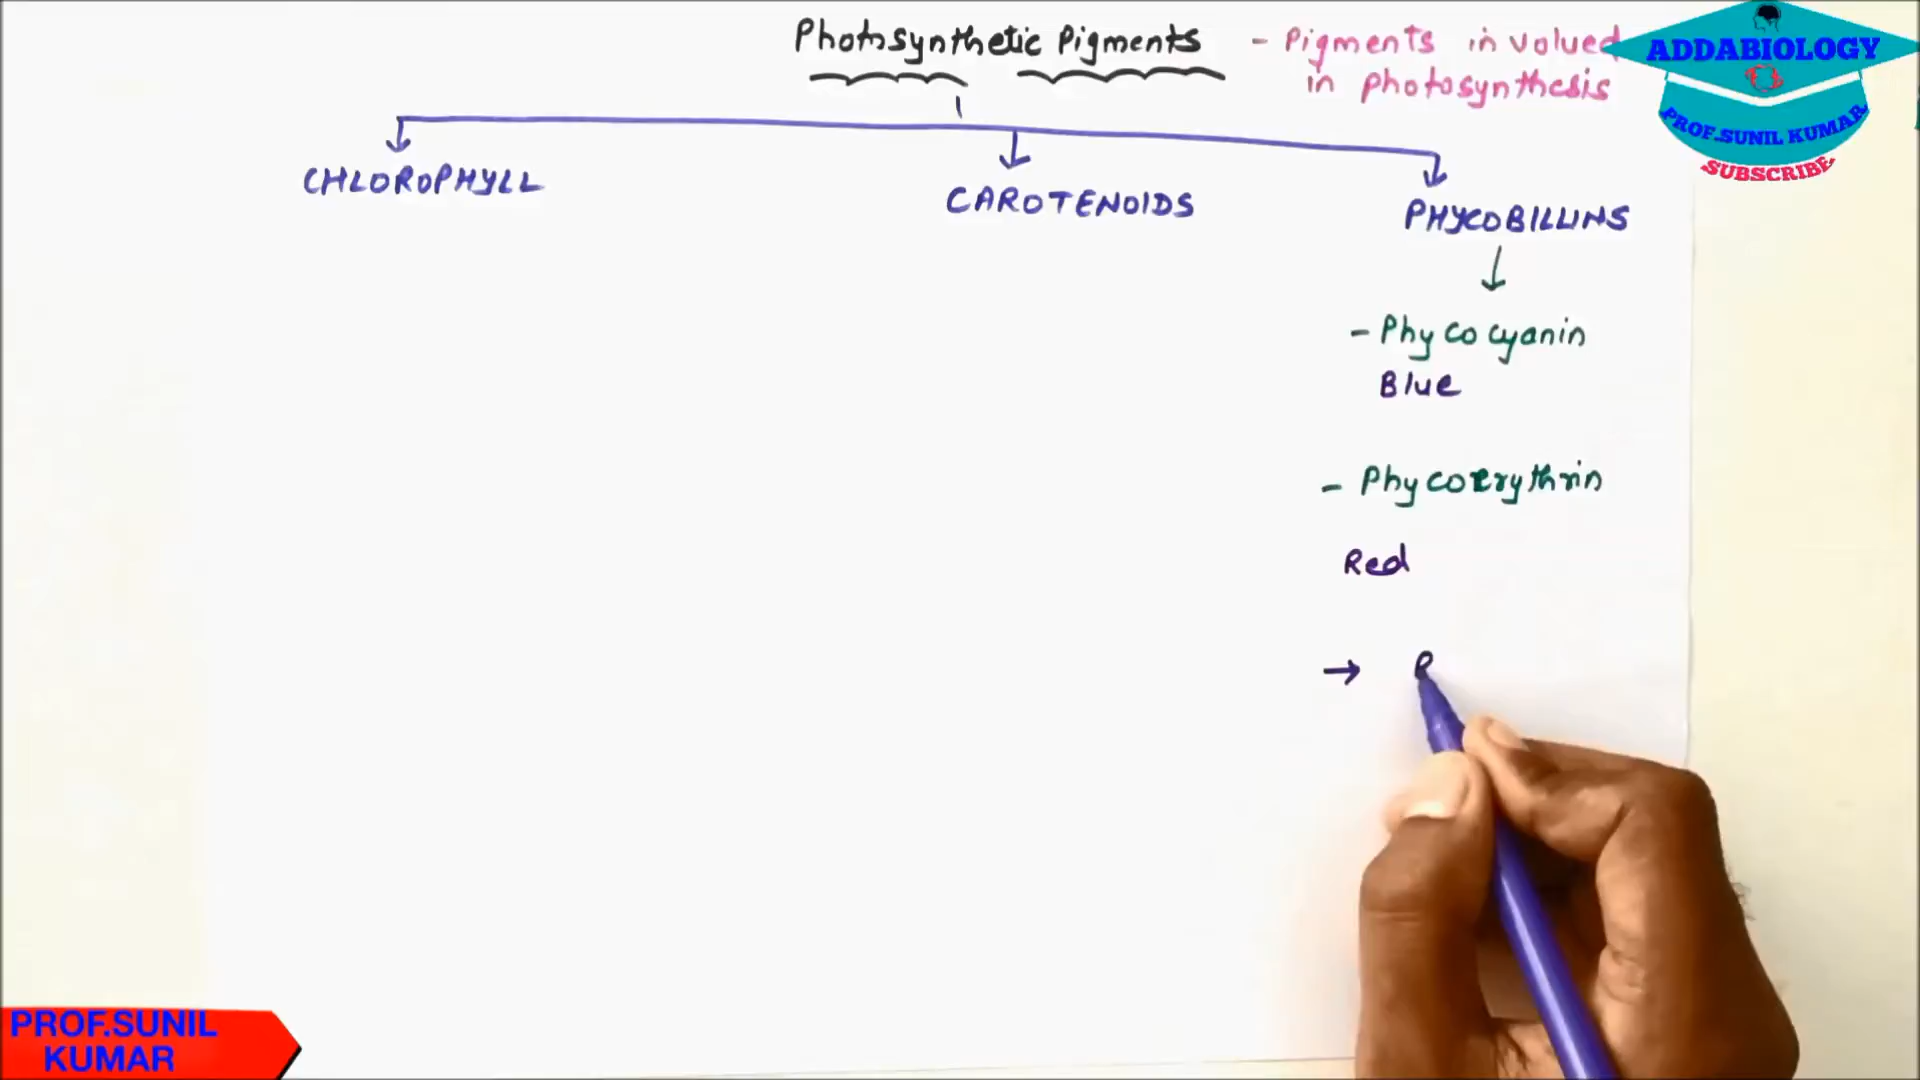 Photosynthetic Pigments - Pigments involued
in photosynthesis
ADDABIOLOGY
PROF.SUNIL KUMAR
SUBSCRIBE
CHLOROPHYLL
CAROTENOIDS
PHYCOBILLINS
- Phycocyanin
Blue
- Phycoerythrin
Red
→ R
PROF.SUNIL
KUMAR